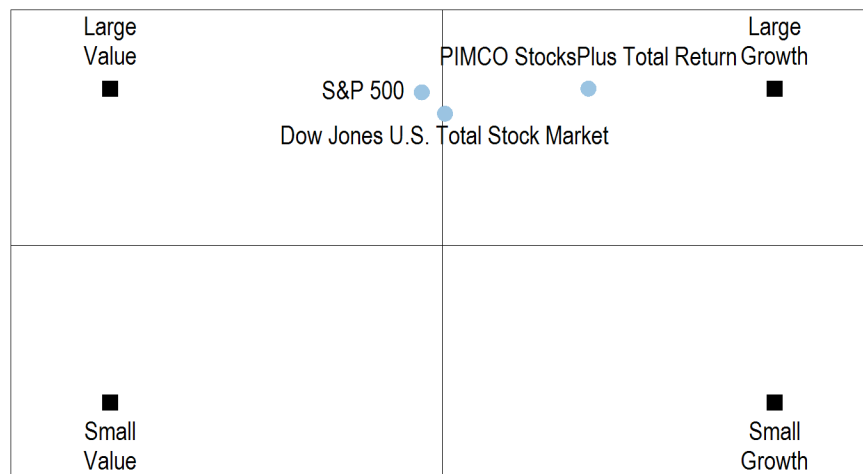 Large
Value
Large
Growth
PIMCO StocksPlus Total Return
S&P 500
Dow Jones U.S. Total Stock Market
Small
Value
Small
Growth